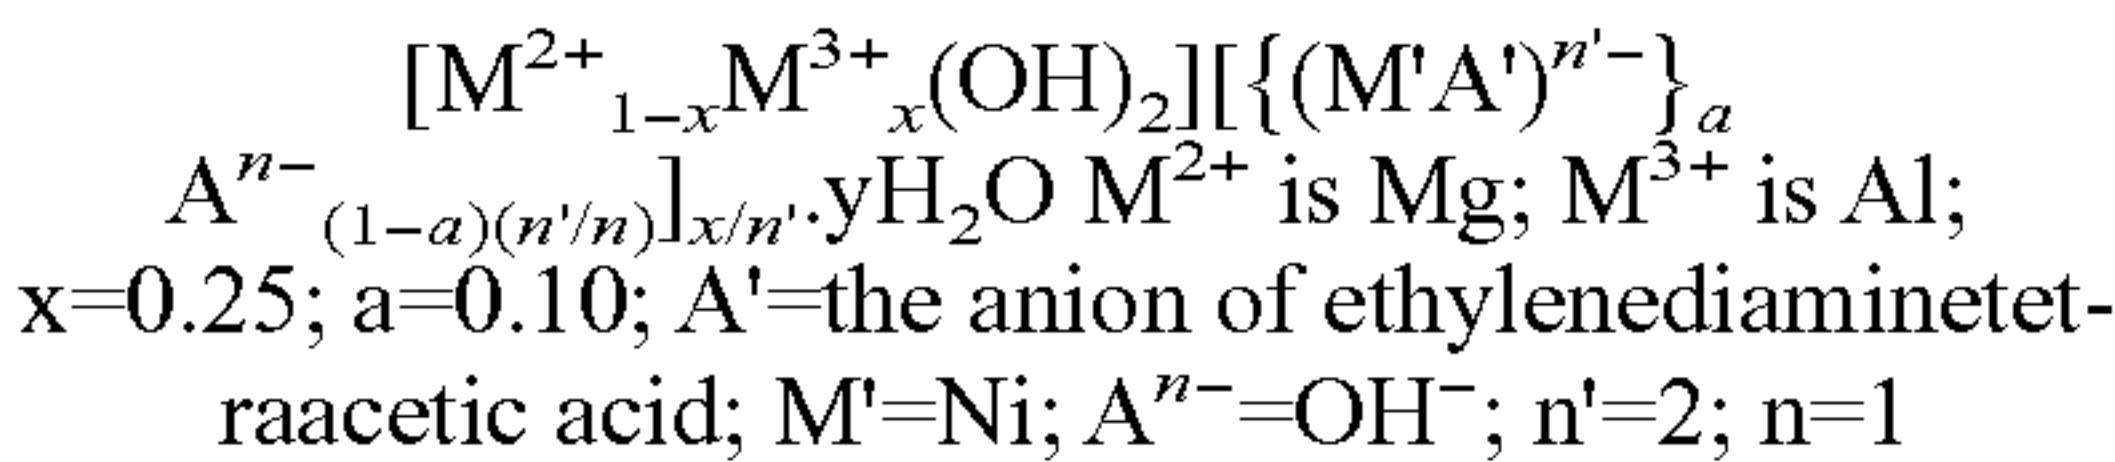 [M²⁺₁₋ₓM³⁺ₓ(OH)₂][{(M'A')ⁿ'⁻}ₐ
Aⁿ⁻₍₁₋ₐ₎₍ₙ'/ₙ₎]ₓ/ₙ'.yH₂O M²⁺ is Mg; M³⁺ is Al;
x=0.25; a=0.10; A'=the anion of ethylenediaminetet-
raacetic acid; M'=Ni; Aⁿ⁻=OH⁻; n'=2; n=1